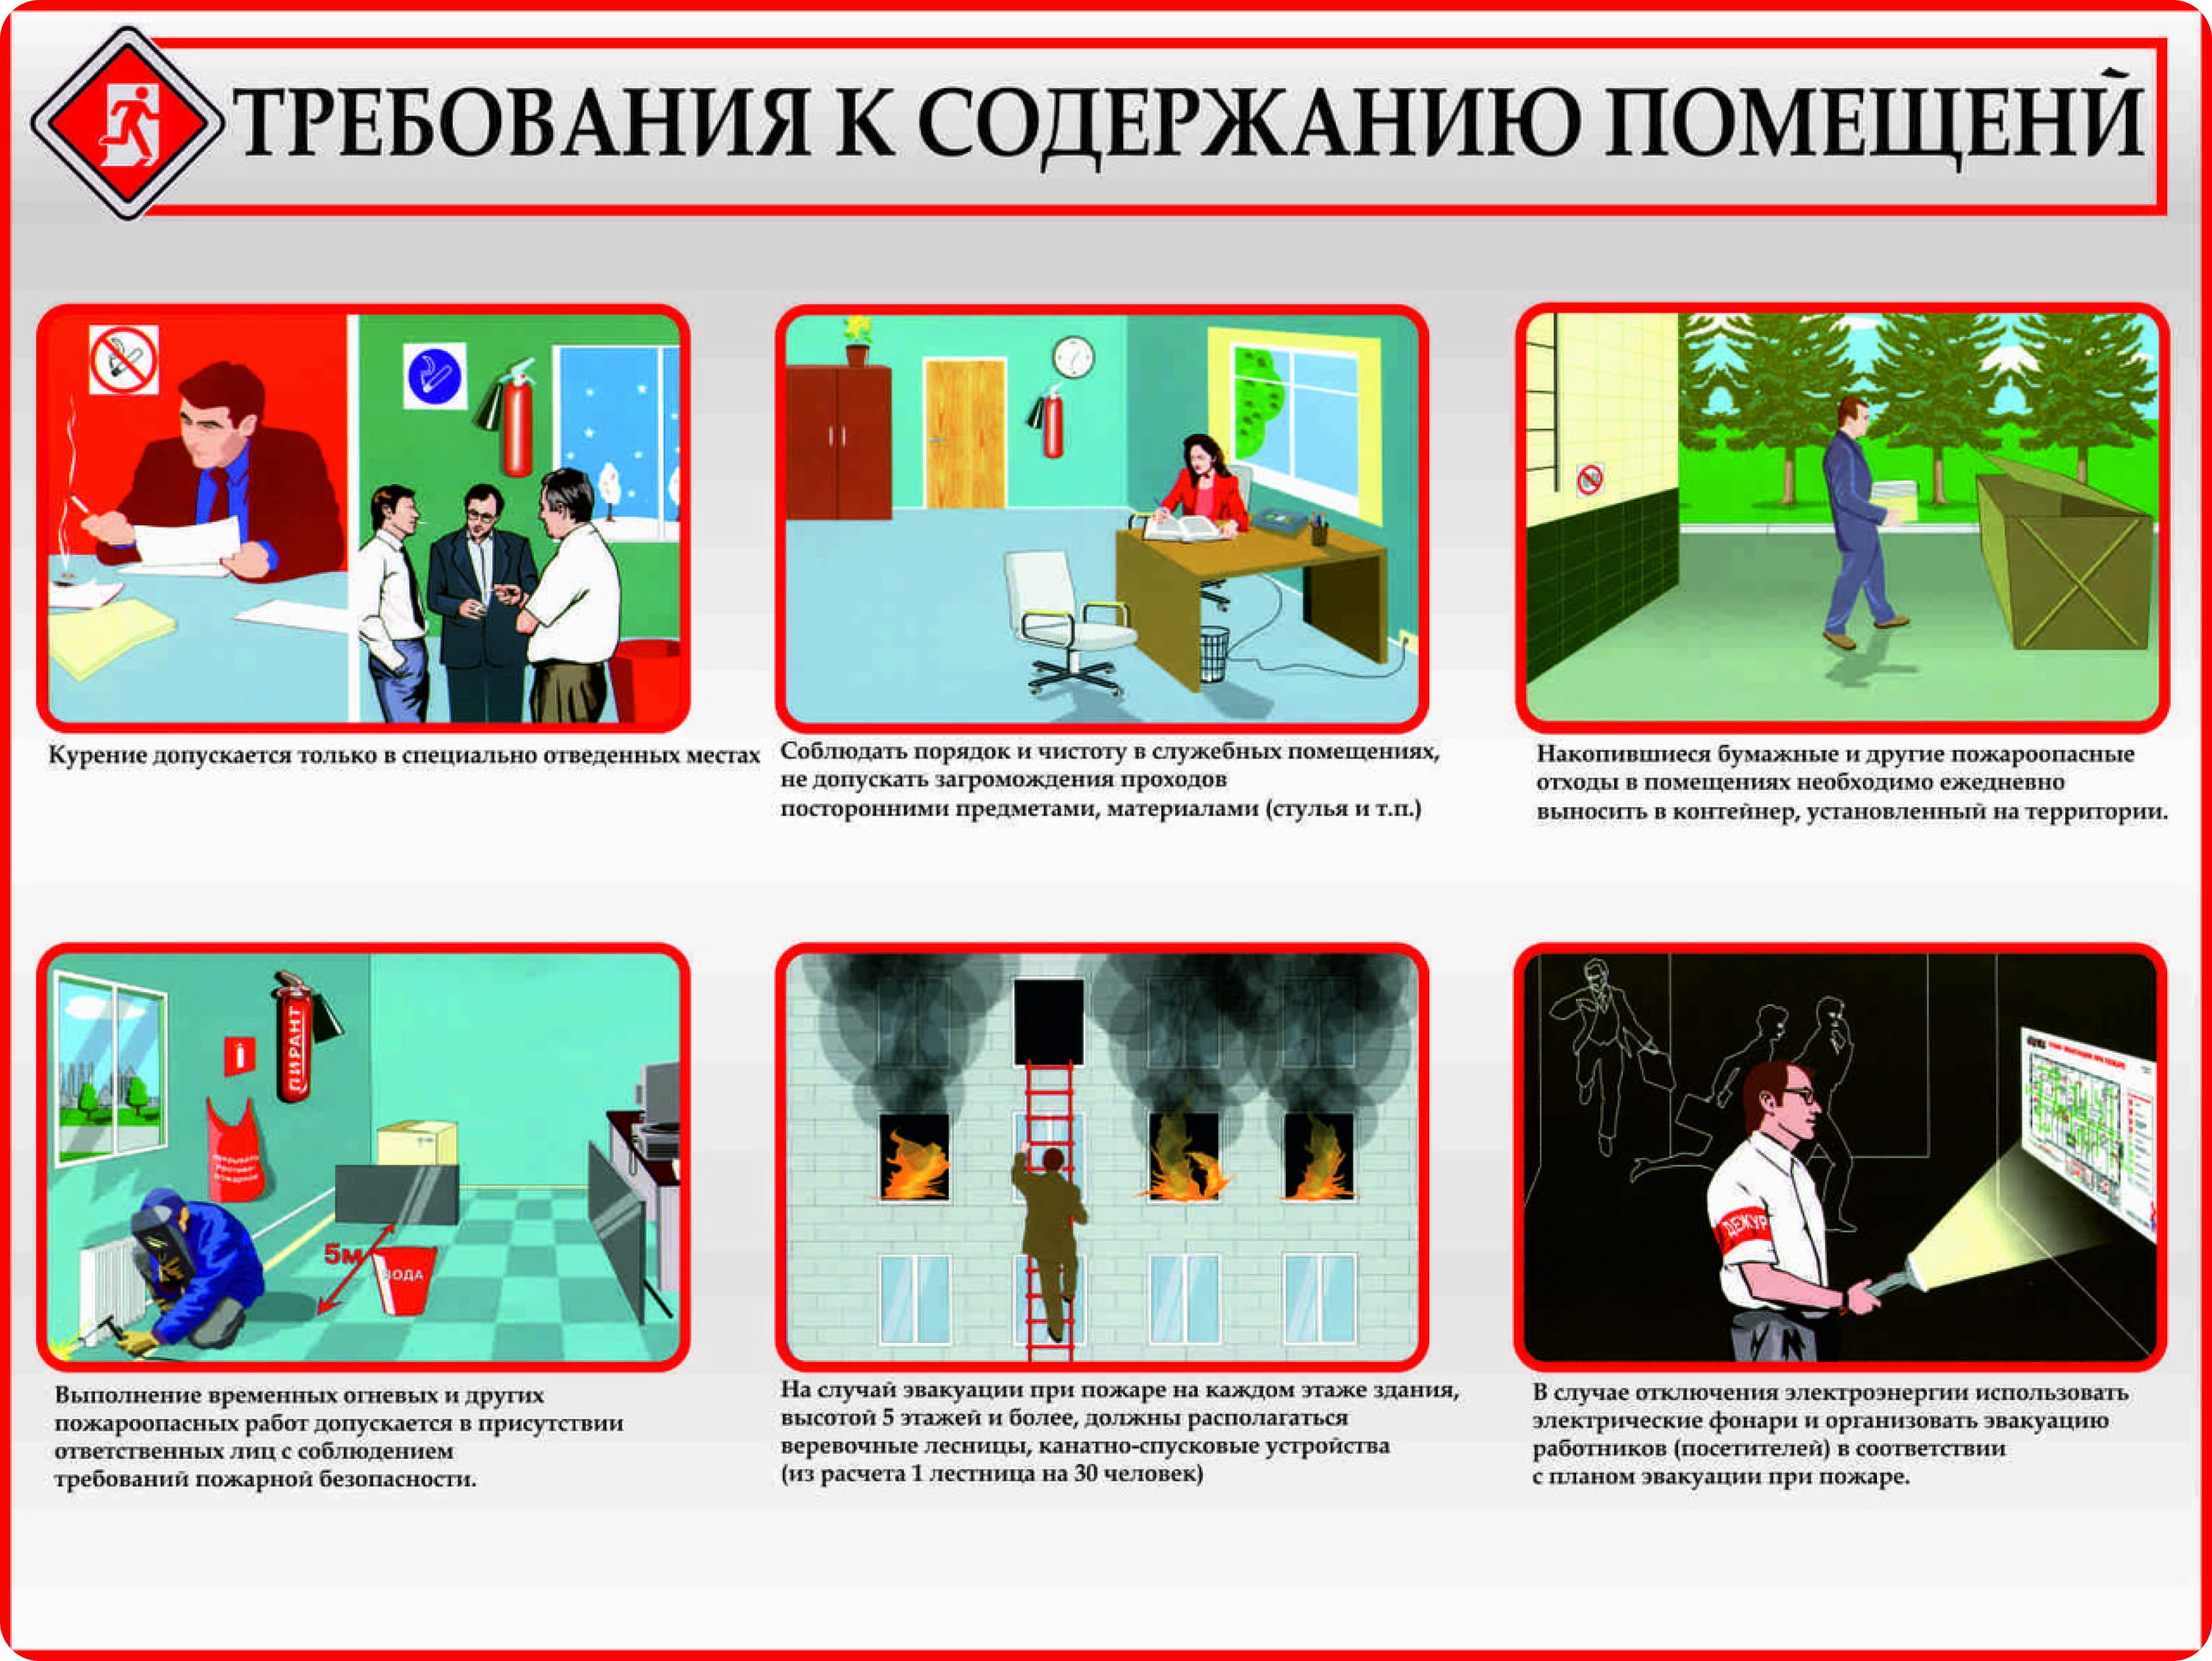 ТРЕБОВАНИЯ К СОДЕРЖАНИЮ ПОМЕЩЕНЙ
Курение допускается только в специально отведенных местах
Соблюдать порядок и чистоту в служебных помещениях,
не допускать загромождения проходов
посторонними предметами, материалами (стулья и т.п.)
Накопившиеся бумажные и другие пожароопасные
отходы в помещениях необходимо ежедневно
выносить в контейнер, установленный на территории.
ПИРАНТ
i
5м
ВОДА
Выполнение временных огневых и других
пожароопасных работ допускается в присутствии
ответственных лиц с соблюдением
требований пожарной безопасности.
На случай эвакуации при пожаре на каждом этаже здания,
высотой 5 этажей и более, должны располагаться
веревочные лесницы, канатно-спусковые устройства
(из расчета 1 лестница на 30 человек)
ДЕЖУР
В случае отключения электроэнергии использовать
электрические фонари и организовать эвакуацию
работников (посетителей) в соответствии
с планом эвакуации при пожаре.